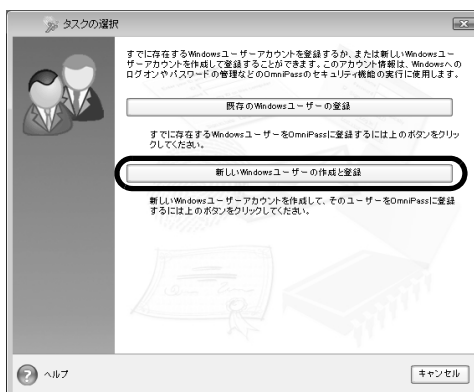 タスクの選択
すでに存在するWindowsユーザーアカウントを登録するか、または新しいWindowsユー
ザーアカウントを作成して登録することができます。このアカウント情報は、Windowsへの
ログオンやパスワードの管理などのOmniPassのセキュリティ機能の実行に使用します。
既存のWindowsユーザーの登録
すでに存在するWindowsユーザーをOmniPassに登録するには上のボタンをクリッ
クしてください。
新しいWindowsユーザーの作成と登録
新しいWindowsユーザーアカウントを作成して、そのユーザーをOmniPassに登録
するには上のボタンをクリックしてください。
ヘルプ
キャンセル